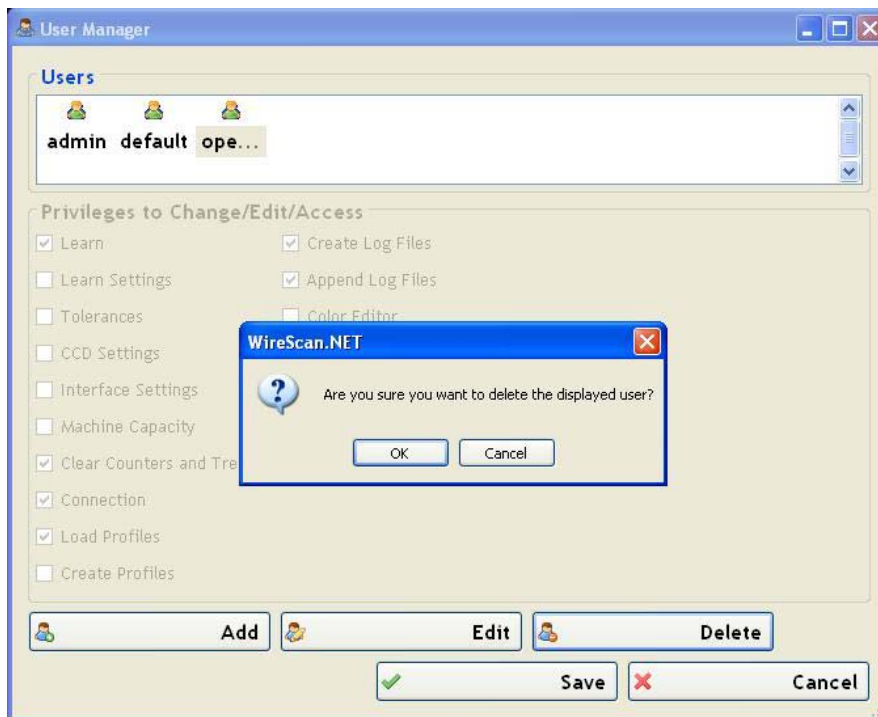 User Manager
Users
admin default ope...
Privileges to Change/Edit/Access
Learn
Create Log Files
Learn Settings
Append Log Files
Tolerances
Color Editor
WireScan.NET
CCD Settings
Are you sure you want to delete the displayed user?
Interface Settings
Machine Capacity
OK Cancel
Clear Counters and Tre
Connection
Load Profiles
Create Profiles
Add Edit Delete
Save Cancel